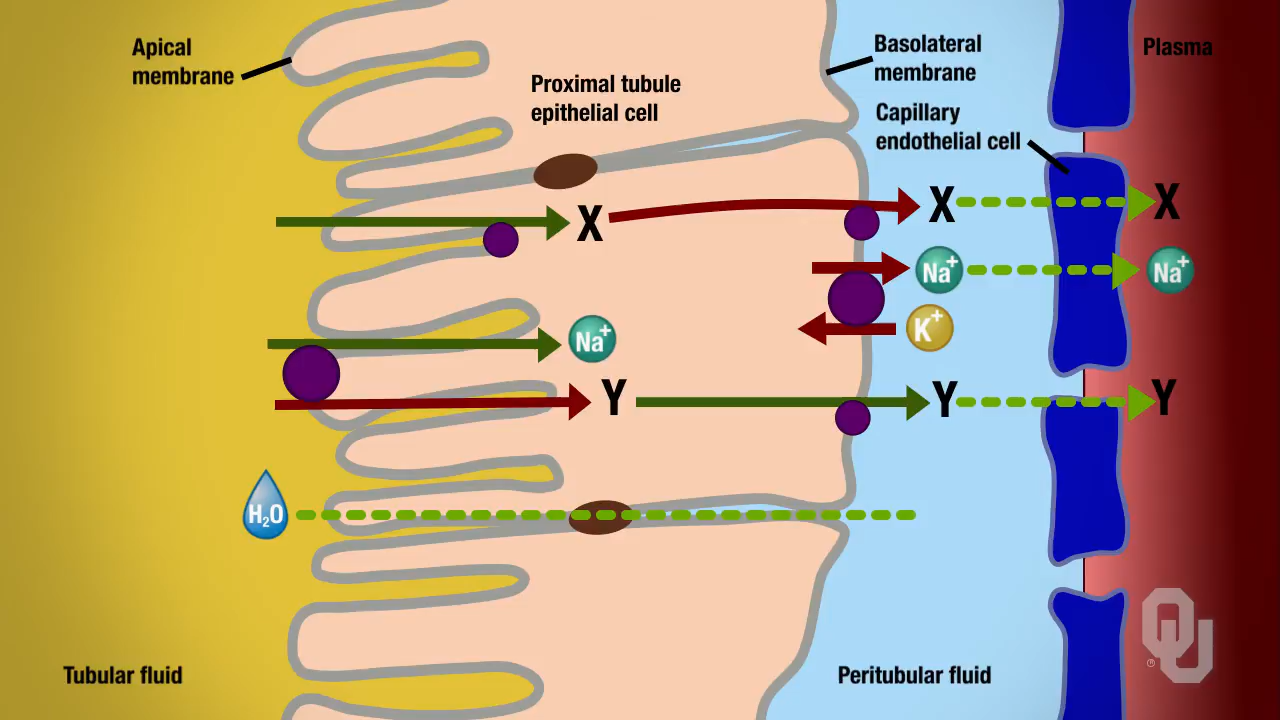 Apical
membrane
Proximal tubule
epithelial cell
Basolateral
membrane
Plasma
Capillary
endothelial cell
X
X
X
Na+
Na+
K+
Na+
Y
Y
Y
H₂O
Tubular fluid
Peritubular fluid
OU
®